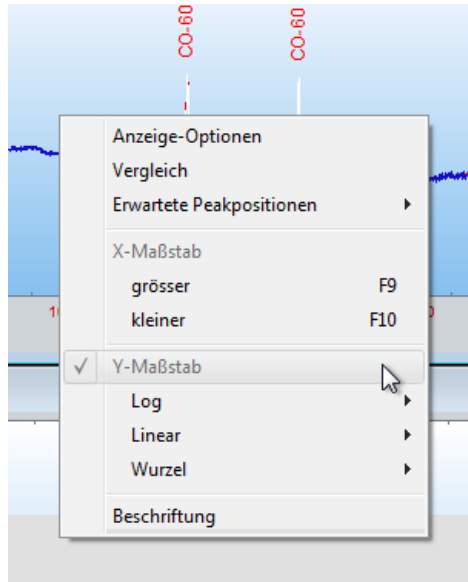 CO-60
CO-60
Anzeige-Optionen
Vergleich
Erwartete Peakpositionen
X-Maßstab
grösser F9
kleiner F10
Y-Maßstab
Log
Linear
Wurzel
Beschriftung